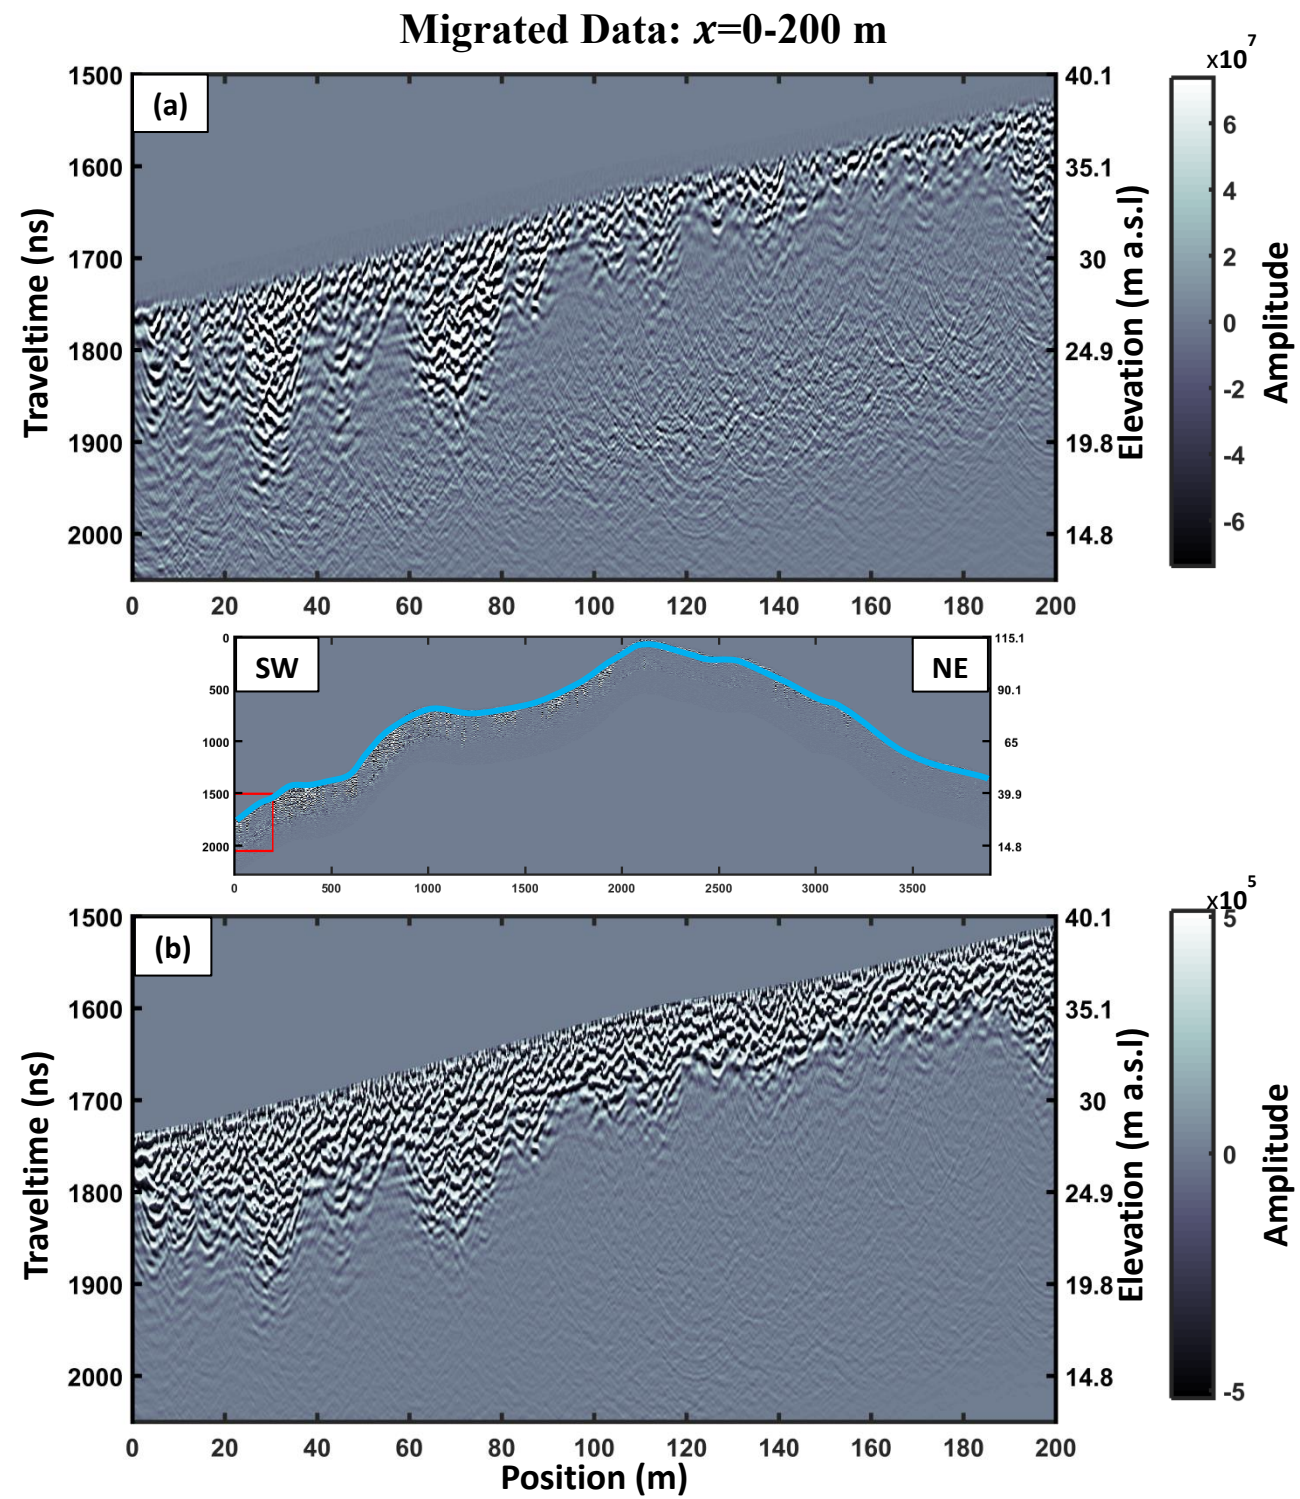 Migrated Data: x=0-200 m
(a)
x10^7
1500
1600
1700
1800
1900
2000
Traveltime (ns)
40.1
35.1
30
24.9
19.8
14.8
Elevation (m a.s.l)
6
4
2
0
-2
-4
-6
Amplitude
0 20 40 60 80 100 120 140 160 180 200
SW
NE
0
500
1000
1500
2000
115.1
90.1
65
39.9
14.8
0 500 1000 1500 2000 2500 3000 3500
(b)
x10^5
1500
1600
1700
1800
1900
2000
Traveltime (ns)
40.1
35.1
30
24.9
19.8
14.8
Elevation (m a.s.l)
5
0
-5
Amplitude
0 20 40 60 80 100 120 140 160 180 200
Position (m)